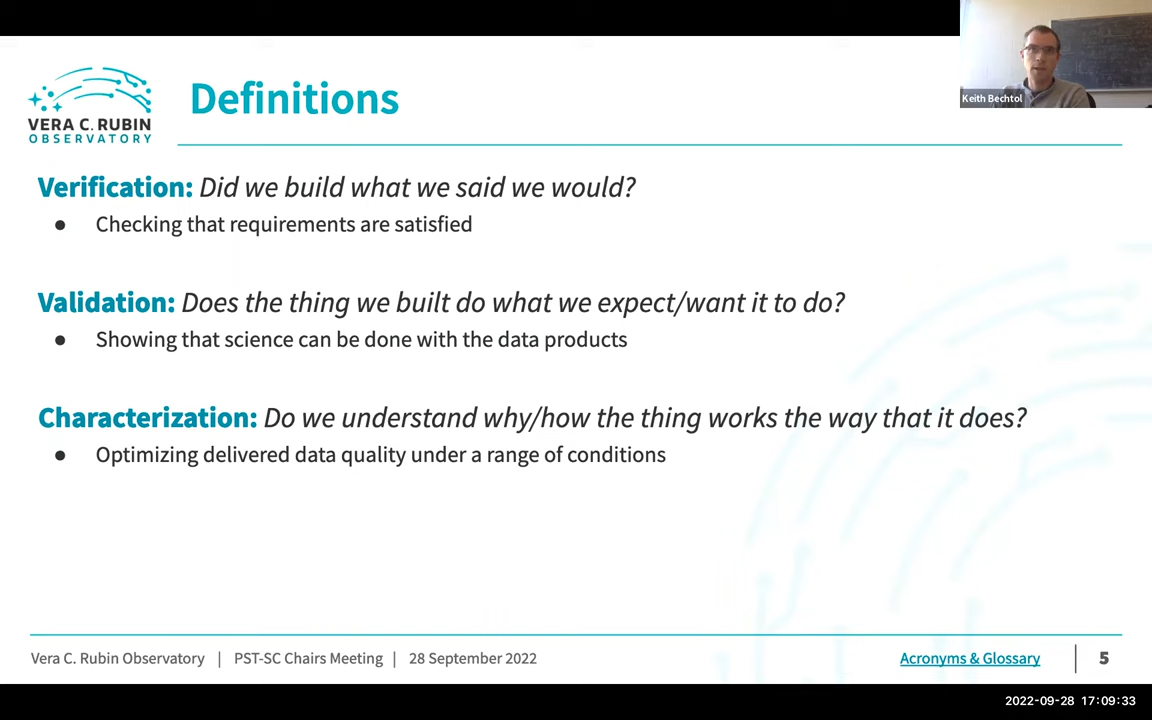 Keith Bechtol
VERA C. RUBIN
OBSERVATORY
Definitions
Verification: Did we build what we said we would?
● Checking that requirements are satisfied
Validation: Does the thing we built do what we expect/want it to do?
● Showing that science can be done with the data products
Characterization: Do we understand why/how the thing works the way that it does?
● Optimizing delivered data quality under a range of conditions
Vera C. Rubin Observatory | PST-SC Chairs Meeting | 28 September 2022
Acronyms & Glossary | 5
2022-09-28 17:09:33